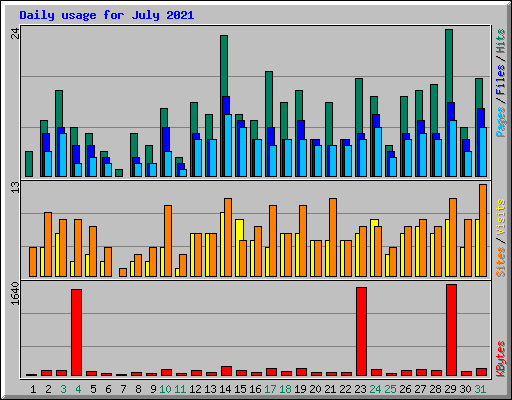 Daily usage for July 2021
24
Pages / Files / Hits
13
Sites / Visits
1640
KBytes
1 2 3 4 5 6 7 8 9 10 11 12 13 14 15 16 17 18 19 20 21 22 23 24 25 26 27 28 29 30 31